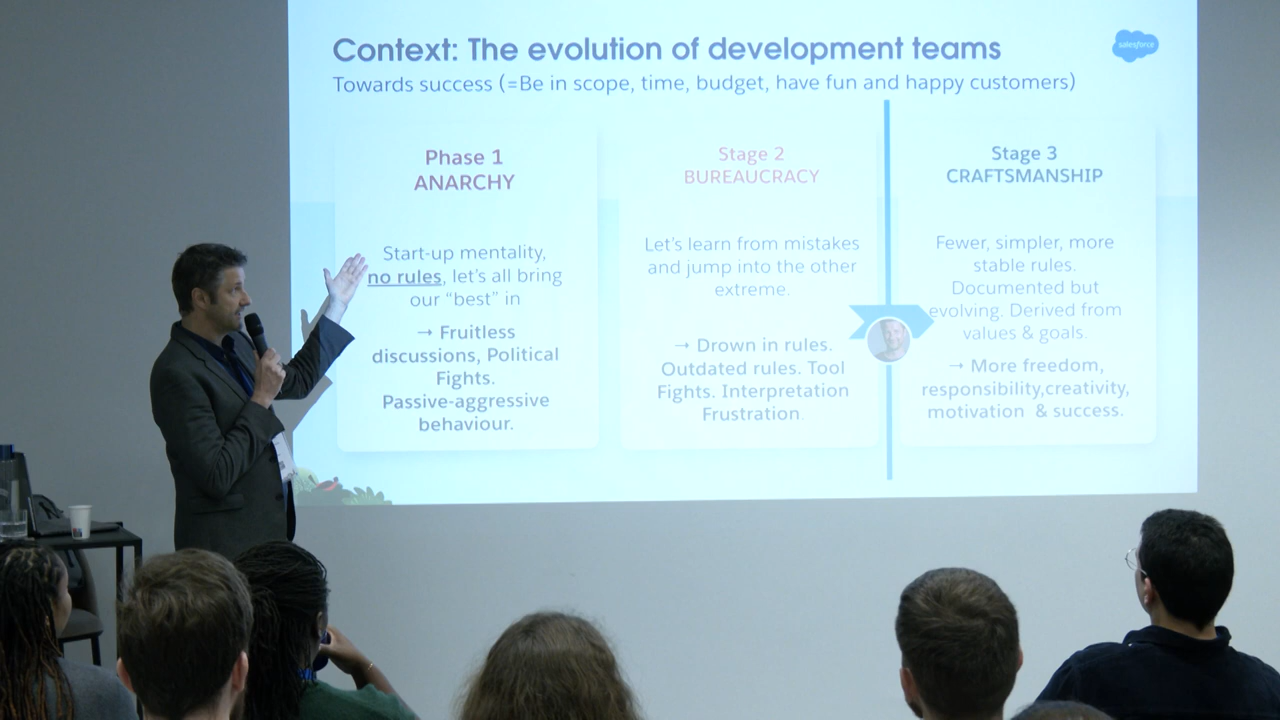 Context: The evolution of development teams
salesforce
Towards success (=Be in scope, time, budget, have fun and happy customers)
Phase 1
ANARCHY
Start-up mentality,
no rules, let's all bring
our “best” in
→ Fruitless
discussions, Political
Fights.
Passive-aggressive
behaviour.
Stage 2
BUREAUCRACY
Let's learn from mistakes
and jump into the other
extreme.
→ Drown in rules.
Outdated rules. Tool
Fights. Interpretation
Frustration.
Stage 3
CRAFTSMANSHIP
Fewer, simpler, more
stable rules.
Documented but
evolving. Derived from
values & goals.
→ More freedom,
responsibility,creativity,
motivation & success.